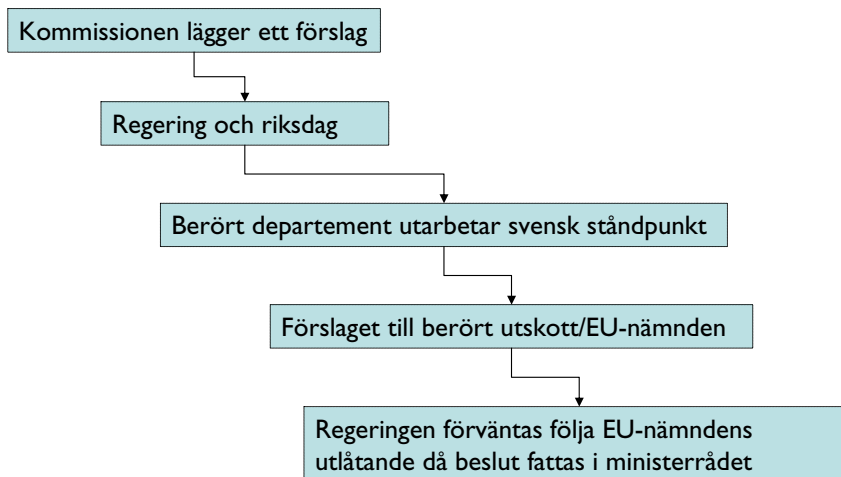 Kommissionen lägger ett förslag
Regering och riksdag
Berört departement utarbetar svensk ståndpunkt
Förslaget till berört utskott/EU-nämnden
Regeringen förväntas följa EU-nämndens
utlåtande då beslut fattas i ministerrådet